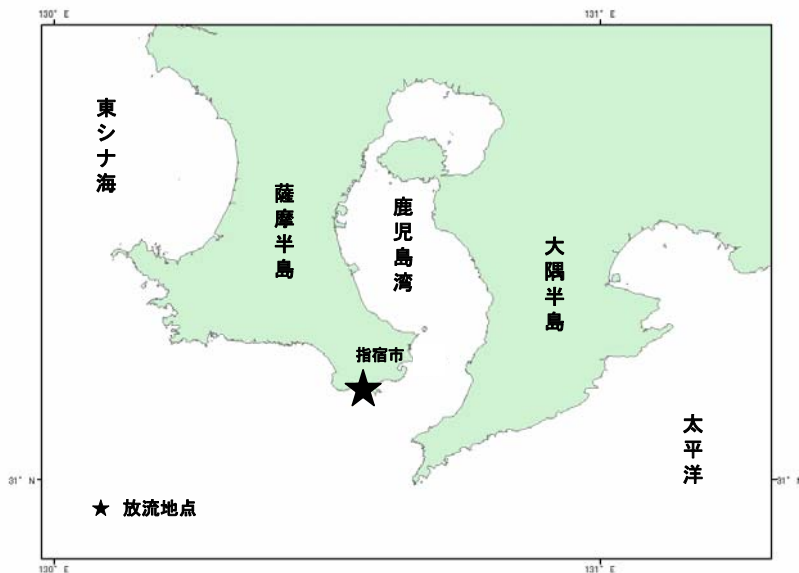 130° E
131° E
東シナ海
薩摩半島
鹿児島湾
大隅半島
指宿市
太平洋
31° N
31° N
★ 放流地点
130° E
131° E